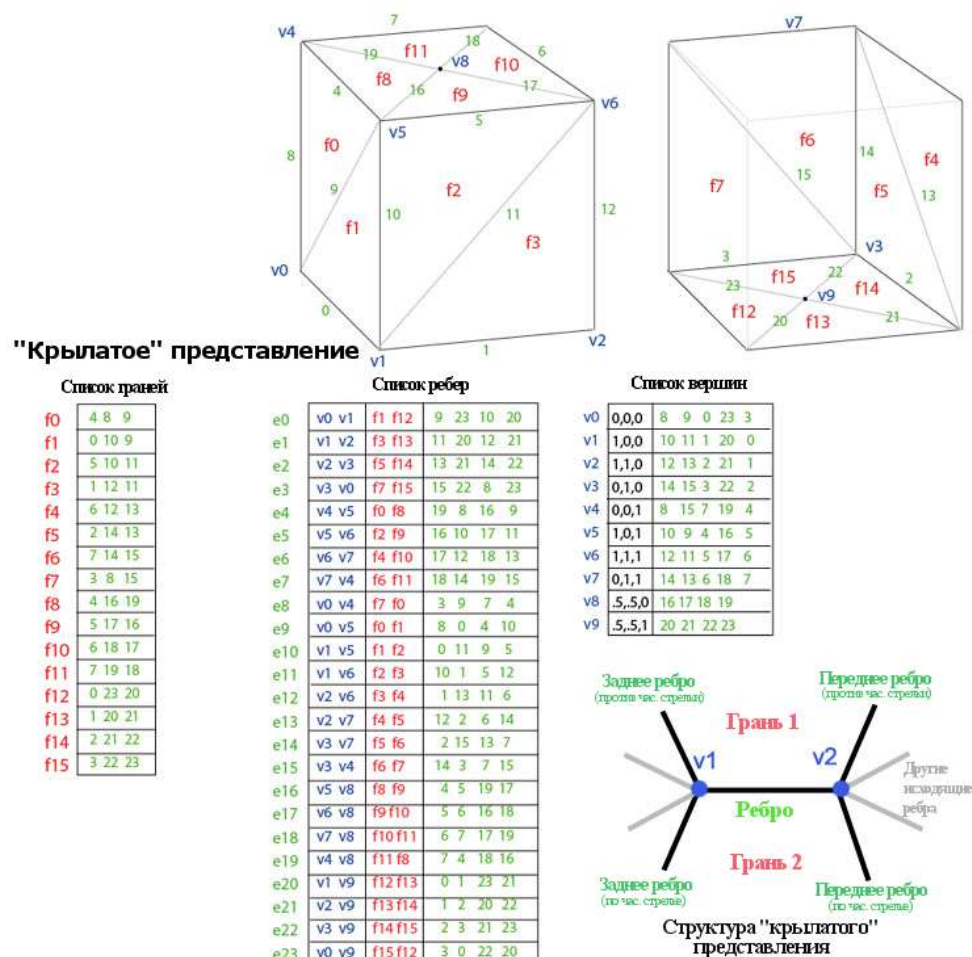 v4 7 18 19 f11 v8 f10 6 f8 16 f9 17 v6
4 v5 5
f0 8 9 f2 10 f1 11 f3 12
v0 0 v1 1 v2
v7
f6 14 f4 15 f5 13 f7
3 v3 22 f15 f14 2 23 v9 f12 20 f13 21
"Крылатое" представление
Список граней
f0 4 8 9
f1 0 10 9
f2 5 10 11
f3 1 12 11
f4 6 12 13
f5 2 14 13
f6 7 14 15
f7 3 8 15
f8 4 16 19
f9 5 17 16
f10 6 18 17
f11 7 19 18
f12 0 23 20
f13 1 20 21
f14 2 21 22
f15 3 22 23
Список ребер
e0 v0 v1 f1 f12 9 23 10 20
e1 v1 v2 f3 f13 11 20 12 21
e2 v2 v3 f5 f14 13 21 14 22
e3 v3 v0 f7 f15 15 22 8 23
e4 v4 v5 f0 f8 19 8 16 9
e5 v5 v6 f2 f9 16 10 17 11
e6 v6 v7 f4 f10 17 12 18 13
e7 v7 v4 f6 f11 18 14 19 15
e8 v0 v4 f7 f0 3 9 7 4
e9 v0 v5 f0 f1 8 0 4 10
e10 v1 v5 f1 f2 0 11 9 5
e11 v1 v6 f2 f3 10 1 5 12
e12 v2 v6 f3 f4 1 13 11 6
e13 v2 v7 f4 f5 12 2 6 14
e14 v3 v7 f5 f6 2 15 13 7
e15 v3 v4 f6 f7 14 3 7 15
e16 v5 v8 f8 f9 4 5 19 17
e17 v6 v8 f9 f10 5 6 16 18
e18 v7 v8 f10 f11 6 7 17 19
e19 v4 v8 f11 f8 7 4 18 16
e20 v1 v9 f12 f13 0 1 23 21
e21 v2 v9 f13 f14 1 2 20 22
e22 v3 v9 f14 f15 2 3 21 23
e23 v0 v9 f15 f12 3 0 22 20
Список вершин
v0 0,0,0 8 9 0 23 3
v1 1,0,0 10 11 1 20 0
v2 1,1,0 12 13 2 21 1
v3 0,1,0 14 15 3 22 2
v4 0,0,1 8 15 7 19 4
v5 1,0,1 10 9 4 16 5
v6 1,1,1 12 11 5 17 6
v7 0,1,1 14 13 6 18 7
v8 .5,.5,0 16 17 18 19
v9 .5,.5,1 20 21 22 23
Заднее ребро
(против час. стрелки)
Переднее ребро
(против час. стрелки)
Грань 1
v1 v2
Другие
исходящие
ребра
Ребро
Грань 2
Заднее ребро
(по час. стрелке)
Переднее ребро
(по час. стрелке)
Структура "крылатого"
представления